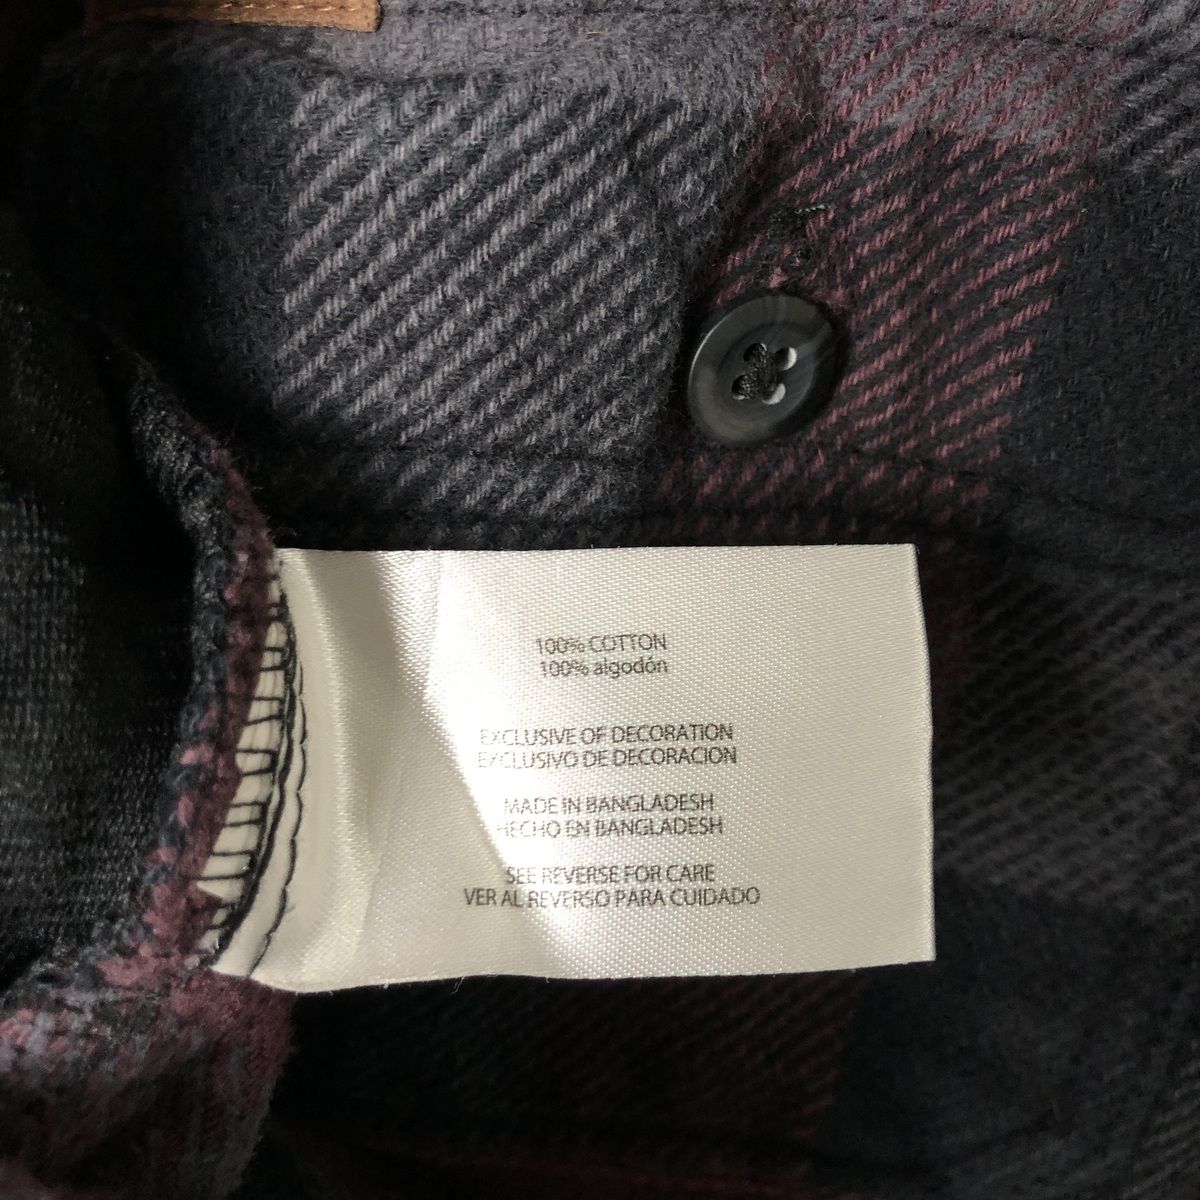 100% COTTON
100% algodón
EXCLUSIVE OF DECORATION
EXCLUSIVO DE DECORACION
MADE IN BANGLADESH
HECHO EN BANGLADESH
SEE REVERSE FOR CARE
VER AL REVERSO PARA CUIDADO